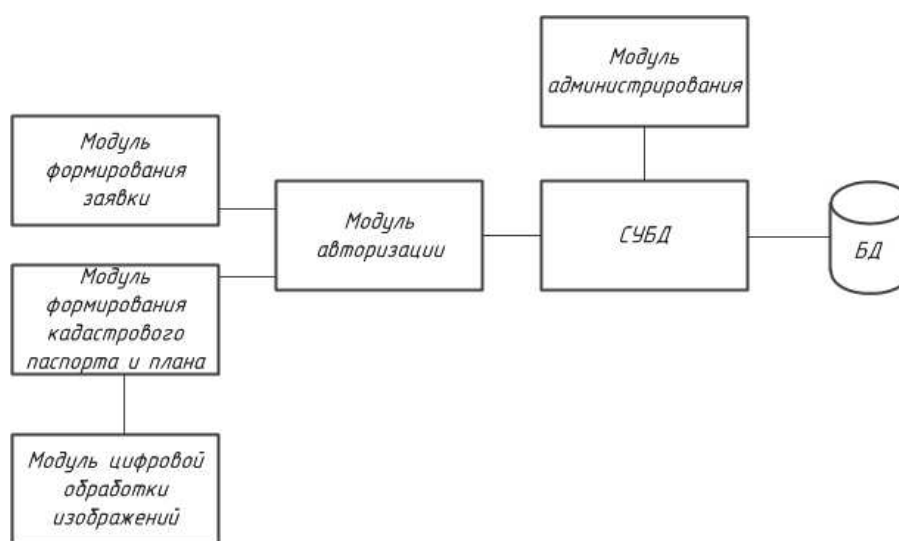 Модуль
администрирования
Модуль
формирования
заявки
Модуль
авторизации
СУБД
БД
Модуль
формирования
кадастрового
паспорта и плана
Модуль цифровой
обработки
изображений